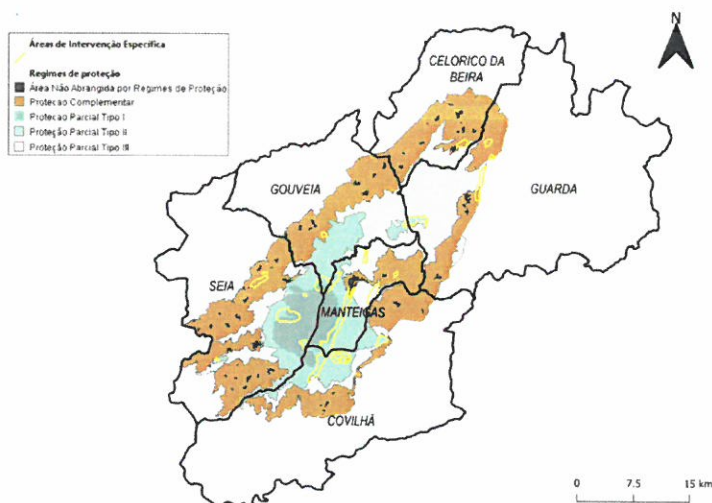 N
Áreas de Intervenção Específica
Regimes de proteção
Área Não Abrangida por Regimes de Proteção
Protecao Complementar
Protecao Parcial Tipo I
Proteção Parcial Tipo II
Proteção Parcial Tipo III
CELORICO DA
BEIRA
GOUVEIA
GUARDA
SEIA
MANTEIGAS
COVILHÃ
0 7.5 15 km